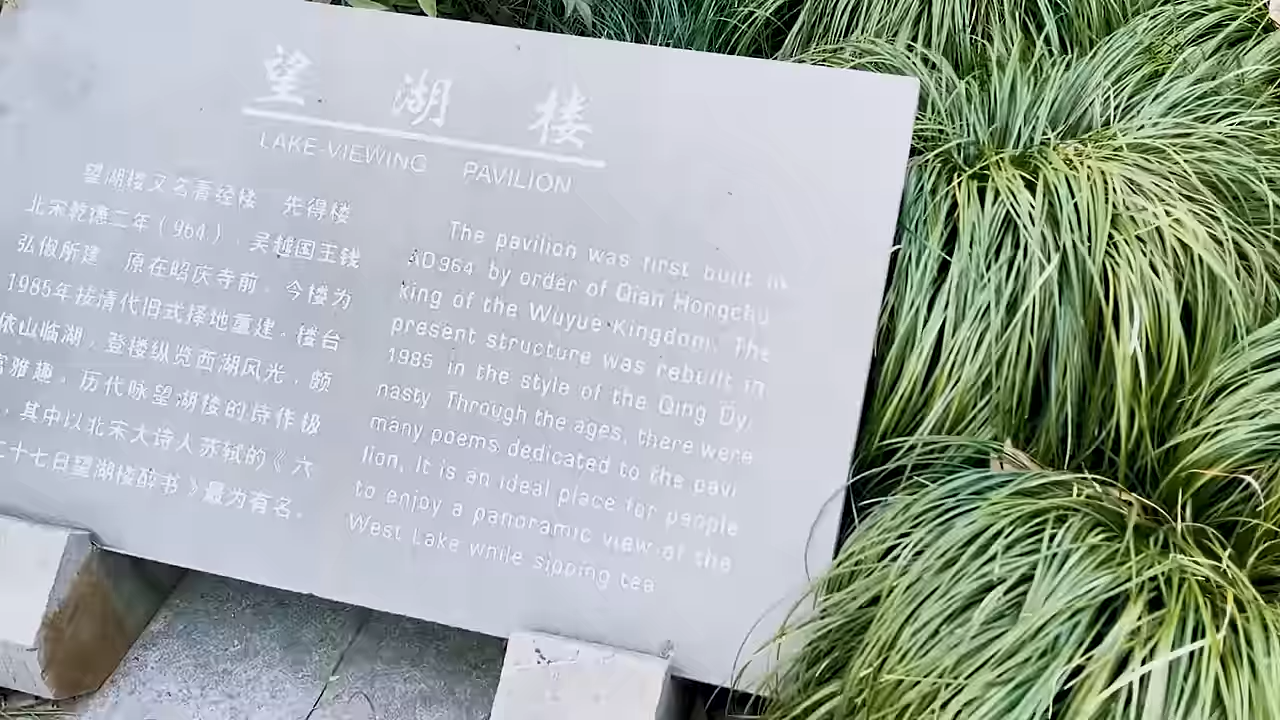 望湖楼
LAKE-VIEWING PAVILION
望湖楼又名看经楼 先得楼
北宋乾德二年（964），吴越国王钱
弘俶所建 原在昭庆寺前，今楼为
1985年按清代旧式择地重建，楼台
依山临湖，登楼纵览西湖风光，颇
富雅趣，历代咏望湖楼的诗作极
，其中以北宋大诗人苏轼的《六
二十七日望湖楼醉书》最为有名。
The pavilion was first built in
AD964 by order of Qian Hongchu
king of the Wuyue Kingdom. The
present structure was rebuilt in
1985 in the style of the Qing Dy,
nasty Through the ages, there were
many poems dedicated to the pavi
lion, It is an ideal place for people
to enjoy a panoramic view of the
West Lake while sipping tea